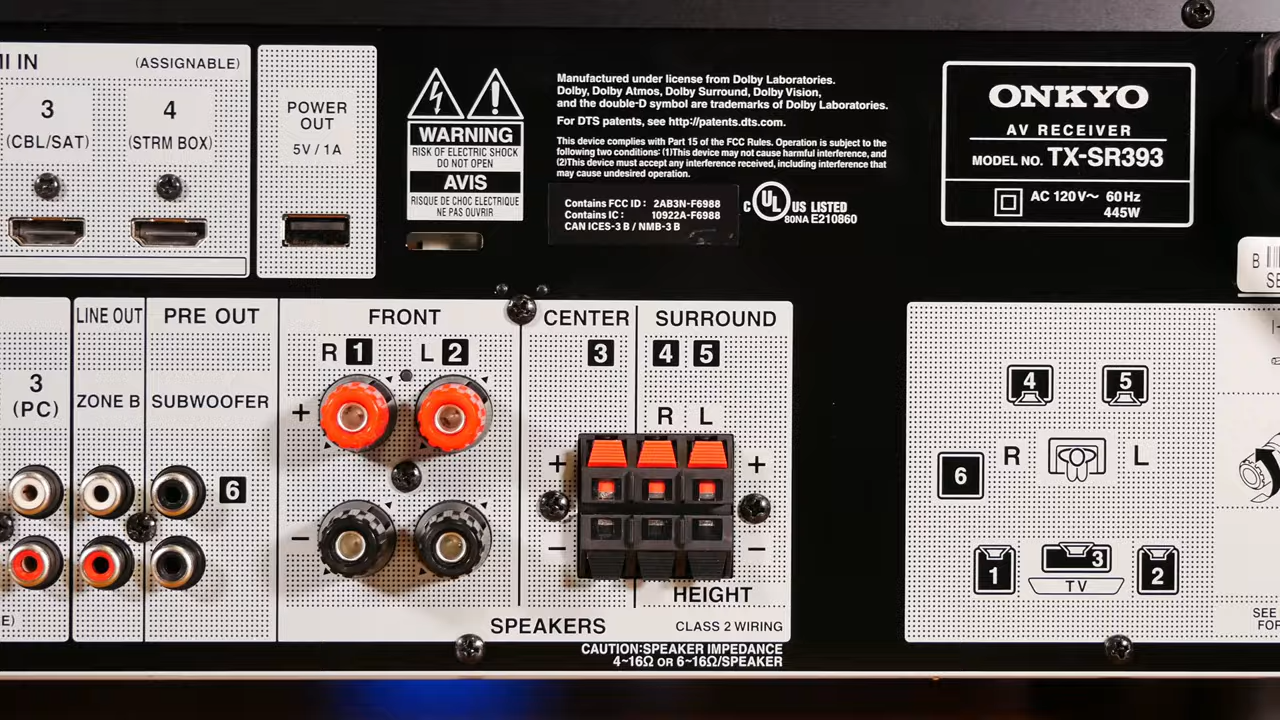 MI IN (ASSIGNABLE)
3
(CBL/SAT)
4
(STRM BOX)
POWER
OUT
5V / 1A
WARNING
RISK OF ELECTRIC SHOCK
DO NOT OPEN
AVIS
RISQUE DE CHOC ELECTRIQUE
NE PAS OUVRIR
Manufactured under license from Dolby Laboratories.
Dolby, Dolby Atmos, Dolby Surround, Dolby Vision,
and the double-D symbol are trademarks of Dolby Laboratories.
For DTS patents, see http://patents.dts.com.
This device complies with Part 15 of the FCC Rules. Operation is subject to the
following two conditions: (1)This device may not cause harmful interference, and
(2)This device must accept any interference received, including interference that
may cause undesired operation.
Contains FCC ID : 2AB3N-F6988
Contains IC : 10922A-F6988
CAN ICES-3 B / NMB-3 B
C UL US LISTED
80NA E210860
ONKYO
AV RECEIVER
MODEL NO. TX-SR393
AC 120V~ 60Hz
445W
B
SE
3
(PC)
E)
LINE OUT
ZONE B
PRE OUT
SUBWOOFER
6
FRONT
R 1 L 2
+
−
CENTER
3
SURROUND
4 5
R L
+ +
− −
HEIGHT
SPEAKERS
CLASS 2 WIRING
CAUTION:SPEAKER IMPEDANCE
4~16Ω OR 6~16Ω/SPEAKER
4 5
6 R L
1 3 2
TV
SEE
FOR